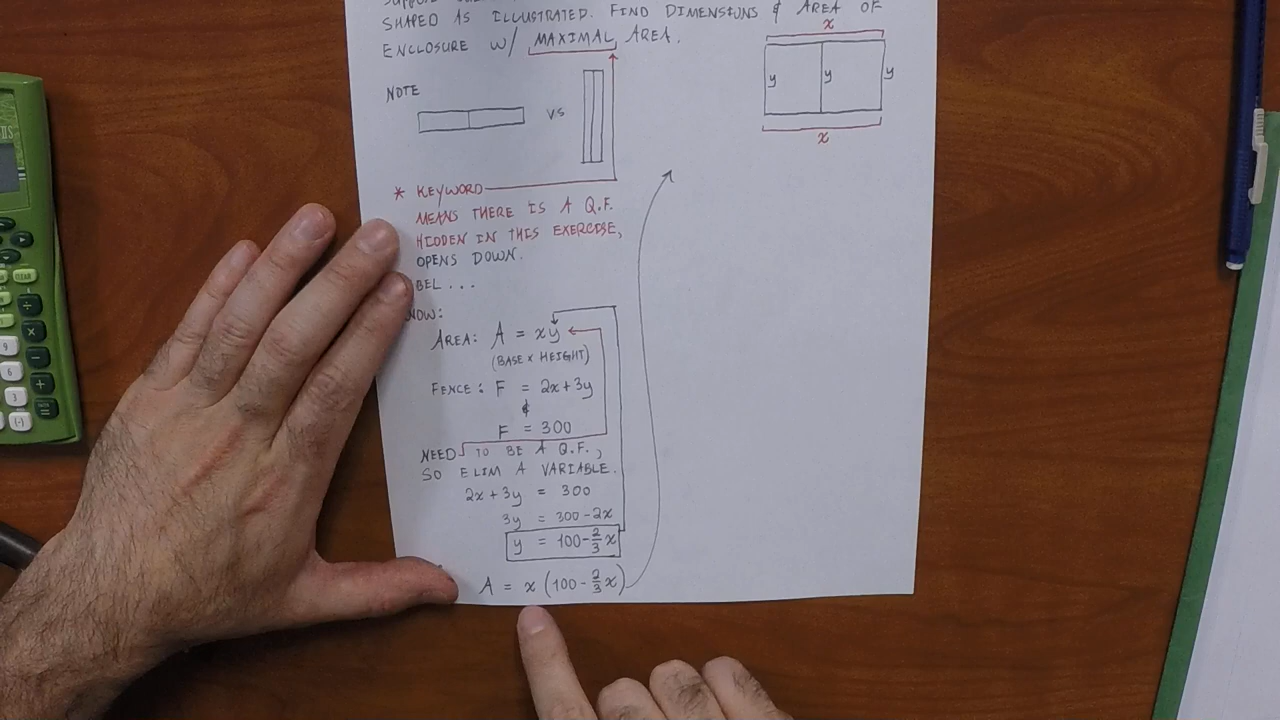 SHAPED AS ILLUSTRATED. FIND DIMENSIONS & AREA OF
ENCLOSURE W/ MAXIMAL AREA.
x
y y y
x
NOTE
VS
* KEYWORD
MEANS THERE IS A Q.F.
HIDDEN IN THIS EXERCISE,
OPENS DOWN.
BEL...
NOW:
AREA: A = xy
(BASE × HEIGHT)
FENCE: F = 2x+3y
&
F = 300
NEED TO BE A Q.F.,
SO ELIM A VARIABLE.
2x+3y = 300
3y = 300-2x
y = 100-2/3x
A = x(100-2/3x)